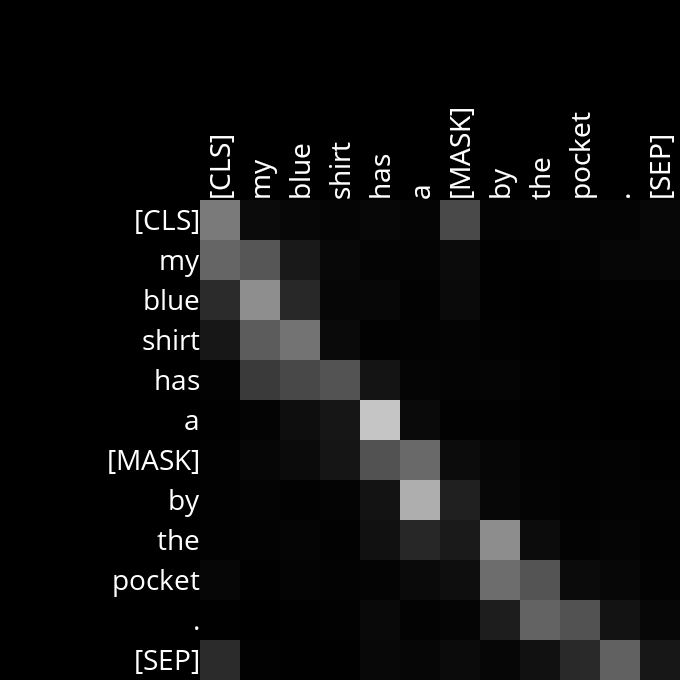 [CLS] my blue shirt has a [MASK] by the pocket . [SEP]
[CLS]
my
blue
shirt
has
a
[MASK]
by
the
pocket
.
[SEP]